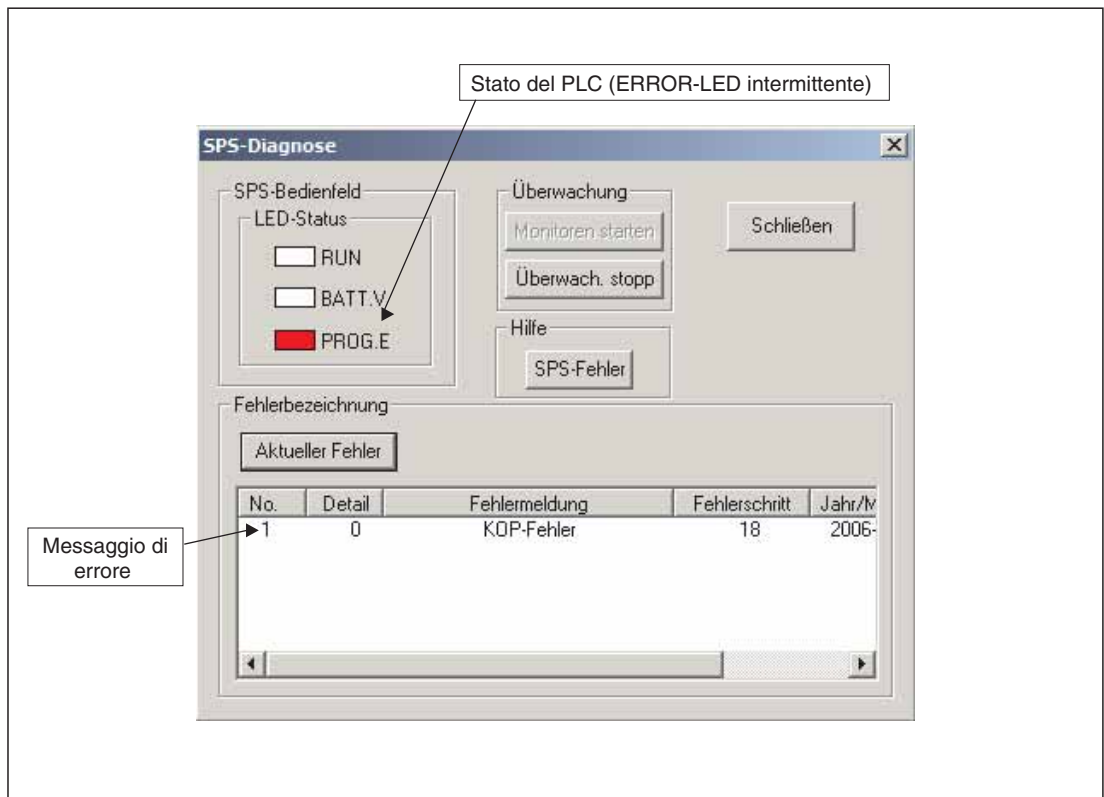 Stato del PLC (ERROR-LED intermittente)
SPS-Diagnose
SPS-Bedienfeld
LED-Status
RUN
BATT.V
PROG.E
Überwachung
Monitoren starten
Überwach. stopp
Schließen
Hilfe
SPS-Fehler
Fehlerbezeichnung
Aktueller Fehler
No. Detail Fehlermeldung Fehlerschritt Jahr/M
1 0 KOP-Fehler 18 2006-
Messaggio di
errore